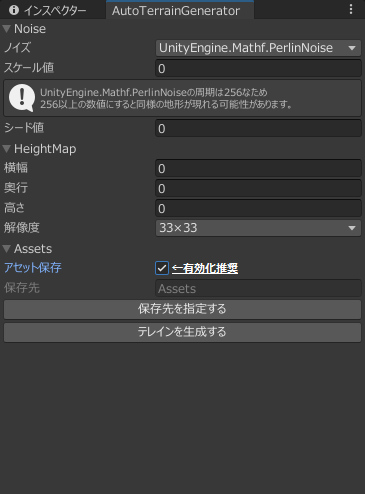 インスペクター AutoTerrainGenerator
Noise
ノイズ UnityEngine.Mathf.PerlinNoise
スケール値 0
UnityEngine.Mathf.PerlinNoiseの周期は256なため
256以上の数値にすると同様の地形が現れる可能性があります。
シード値 0
HeightMap
横幅 0
奥行 0
高さ 0
解像度 33×33
Assets
アセット保存 ←有効化推奨
保存先 Assets
保存先を指定する
テレインを生成する